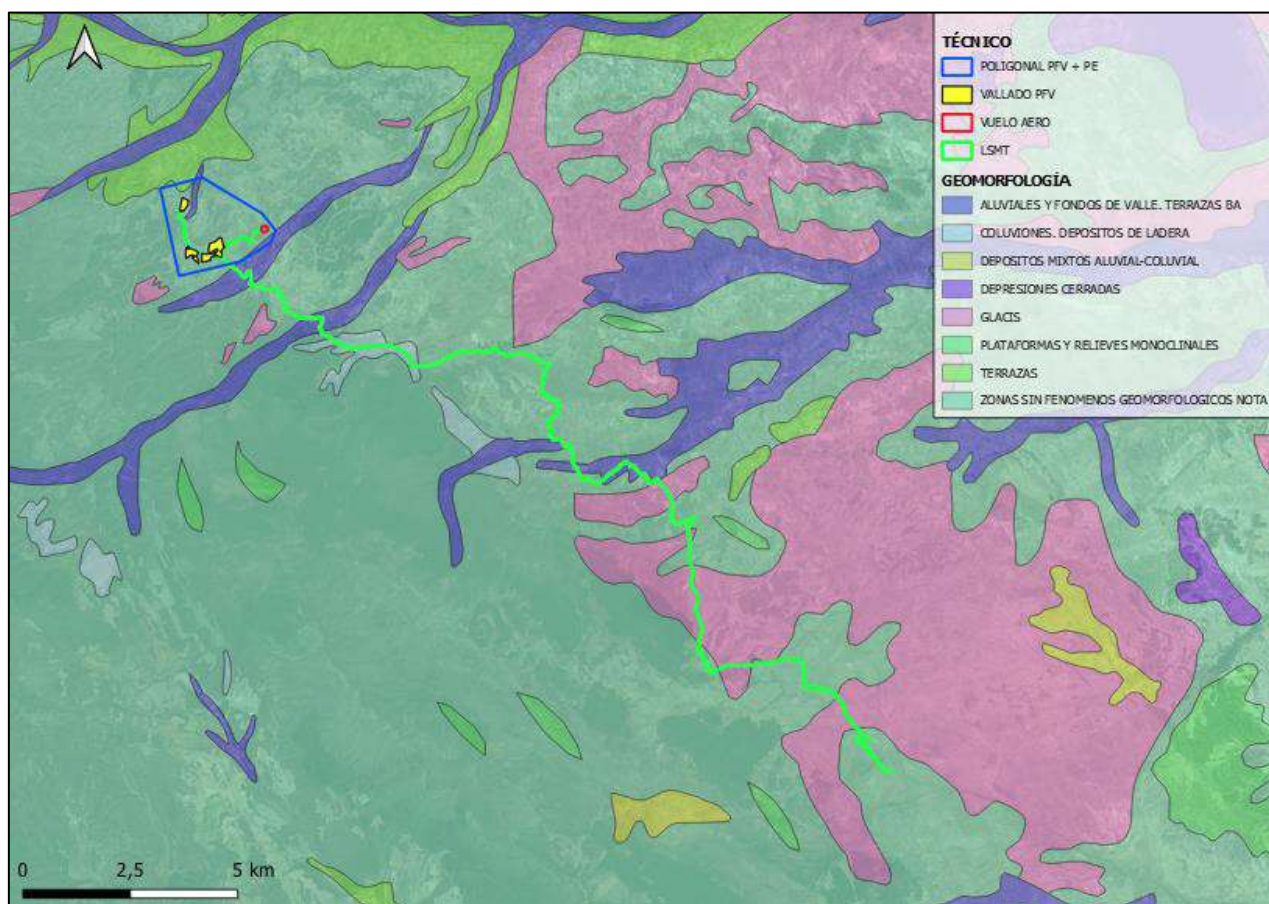 TÉCNICO
POLIGONAL PFV + PE
VALLADO PFV
VUELO AERO
LSMT
GEOMORFOLOGÍA
ALUVIALES Y FONDOS DE VALLE. TERRAZAS BA
COLUVIONES. DEPOSITOS DE LADERA
DEPOSITOS MIXTOS ALUVIAL-COLUVIAL
DEPRESIONES CERRADAS
GLACIS
PLATAFORMAS Y RELIEVES MONOCLINALES
TERRAZAS
ZONAS SIN FENOMENOS GEOMORFOLOGICOS NOTA
0 2,5 5 km